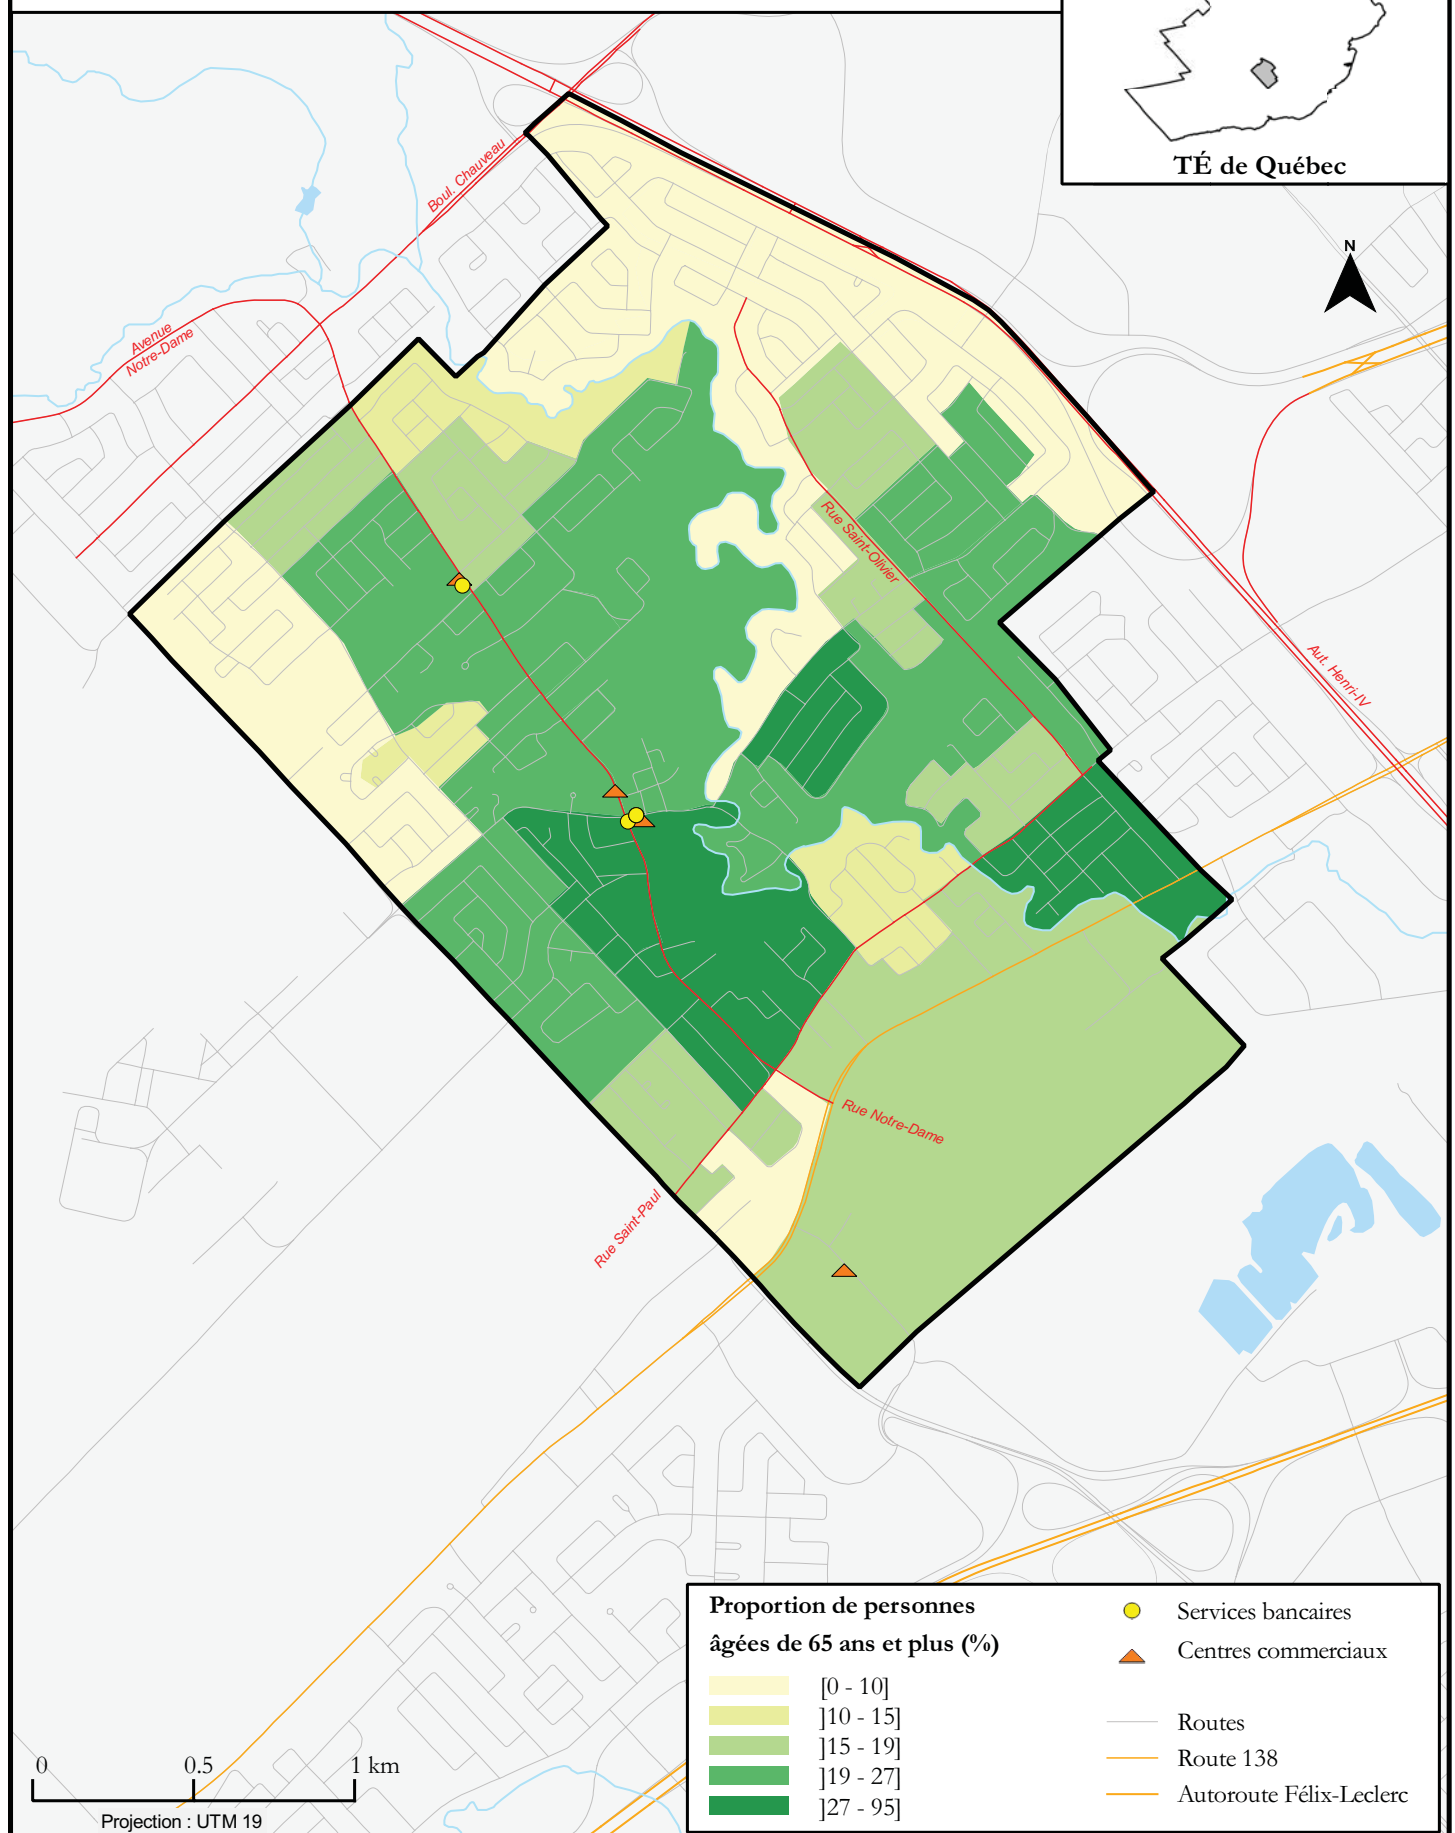 TÉ de Québec
N
Boul. Chauveau
Avenue
Notre-Dame
Rue Saint-Olivier
Aut. Henri-IV
Rue Notre-Dame
Rue Saint-Paul
Proportion de personnes
âgées de 65 ans et plus (%)
[0 - 10]
]10 - 15]
]15 - 19]
]19 - 27]
]27 - 95]
Services bancaires
Centres commerciaux
Routes
Route 138
Autoroute Félix-Leclerc
0 0.5 1 km
Projection : UTM 19